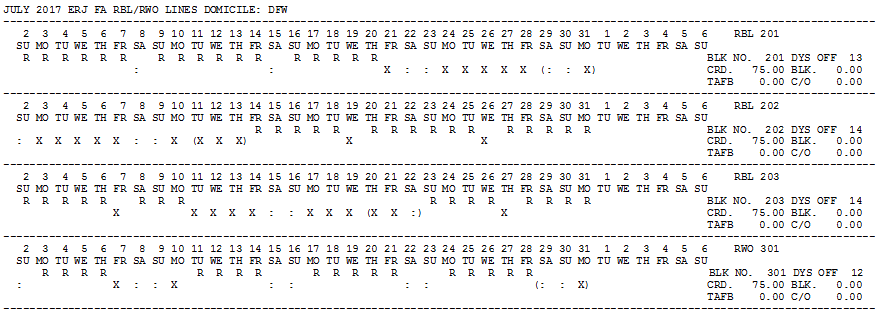 JULY 2017 ERJ FA RBL/RWO LINES DOMICILE: DFW
2 3 4 5 6 7 8 9 10 11 12 13 14 15 16 17 18 19 20 21 22 23 24 25 26 27 28 29 30 31 1 2 3 4 5 6 RBL 201
SU MO TU WE TH FR SA SU MO TU WE TH FR SA SU MO TU WE TH FR SA SU MO TU WE TH FR SA SU MO TU WE TH FR SA SU
R R R R R R R R R R R R R R R R R BLK NO. 201 DYS OFF 13
: : X : : X X X X X (: : X) CRD. 75.00 BLK. 0.00
TAFB 0.00 C/O 0.00
2 3 4 5 6 7 8 9 10 11 12 13 14 15 16 17 18 19 20 21 22 23 24 25 26 27 28 29 30 31 1 2 3 4 5 6 RBL 202
SU MO TU WE TH FR SA SU MO TU WE TH FR SA SU MO TU WE TH FR SA SU MO TU WE TH FR SA SU MO TU WE TH FR SA SU
R R R R R R R R R R R R R R R R BLK NO. 202 DYS OFF 14
: X X X X X : : X (X X X) X X CRD. 75.00 BLK. 0.00
TAFB 0.00 C/O 0.00
2 3 4 5 6 7 8 9 10 11 12 13 14 15 16 17 18 19 20 21 22 23 24 25 26 27 28 29 30 31 1 2 3 4 5 6 RBL 203
SU MO TU WE TH FR SA SU MO TU WE TH FR SA SU MO TU WE TH FR SA SU MO TU WE TH FR SA SU MO TU WE TH FR SA SU
R R R R R R R R R R R R R R R R BLK NO. 203 DYS OFF 14
X X X X X : : X X X (X X :) X CRD. 75.00 BLK. 0.00
TAFB 0.00 C/O 0.00
2 3 4 5 6 7 8 9 10 11 12 13 14 15 16 17 18 19 20 21 22 23 24 25 26 27 28 29 30 31 1 2 3 4 5 6 RWO 301
SU MO TU WE TH FR SA SU MO TU WE TH FR SA SU MO TU WE TH FR SA SU MO TU WE TH FR SA SU MO TU WE TH FR SA SU
R R R R R R R R R R R R R R R R R R BLK NO. 301 DYS OFF 12
: X : : X : : : : (: : X) CRD. 75.00 BLK. 0.00
TAFB 0.00 C/O 0.00